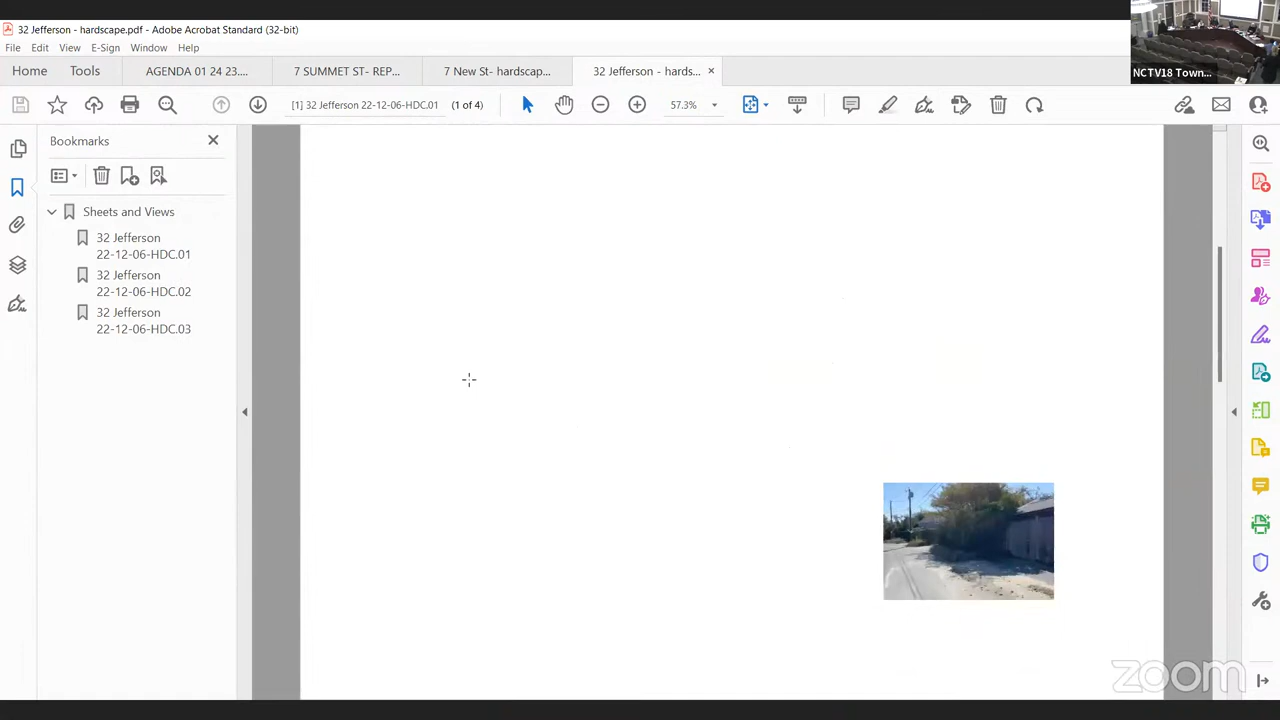 32 Jefferson - hardscape.pdf - Adobe Acrobat Standard (32-bit)
File Edit View E-Sign Window Help
Home Tools AGENDA 01 24 23.... 7 SUMMET ST- REP... 7 New St- hardscap... 32 Jefferson - hards... ×
[1] 32 Jefferson 22-12-06-HDC.01 (1 of 4) 57.3%
Bookmarks
Sheets and Views
32 Jefferson
22-12-06-HDC.01
32 Jefferson
22-12-06-HDC.02
32 Jefferson
22-12-06-HDC.03
NCTV18 Town...
zoom